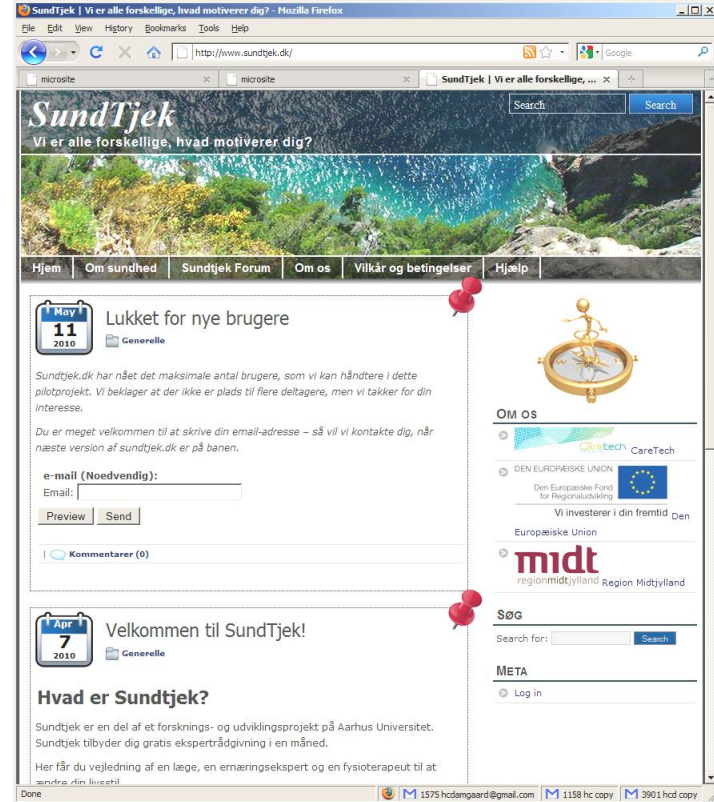 SundTjek | Vi er alle forskellige, hvad motiverer dig? - Mozilla Firefox
File Edit View History Bookmarks Tools Help
http://www.sundtjek.dk/
Google
microsite
microsite
SundTjek | Vi er alle forskellige, ...
SundTjek
Search
Search
Vi er alle forskellige, hvad motiverer dig?
Hjem
Om sundhed
Sundtjek Forum
Om os
Vilkår og betingelser
Hjælp
May
11
2010
Lukket for nye brugere
Generelle
Sundtjek.dk har nået det maksimale antal brugere, som vi kan håndtere i dette
pilotprojekt. Vi beklager at der ikke er plads til flere deltagere, men vi takker for din
interesse.
Du er meget velkommen til at skrive din email-adresse – så vil vi kontakte dig, når
næste version af sundtjek.dk er på banen.
e-mail (Noedvendig):
Email:
Preview
Send
| Kommentarer (0)
Apr
7
2010
Velkommen til SundTjek!
Generelle
Hvad er Sundtjek?
Sundtjek er en del af et forsknings- og udviklingsprojekt på Aarhus Universitet.
Sundtjek tilbyder dig gratis ekspertrådgivning i en måned.
Her får du vejledning af en læge, en ernæringsekspert og en fysioterapeut til at
ændre din livsstil
OM OS
Caretech CareTech
DEN EUROPÆISKE UNION
Den Europæiske Fond
for Regionaludvikling
Vi investerer i din fremtid Den
Europæiske Union
midt
regionmidtjylland Region Midtjylland
SØG
Search for:
Search
META
Log in
Done
1575 hcdamgaard@gmail.com
1158 hc copy
3901 hcd copy